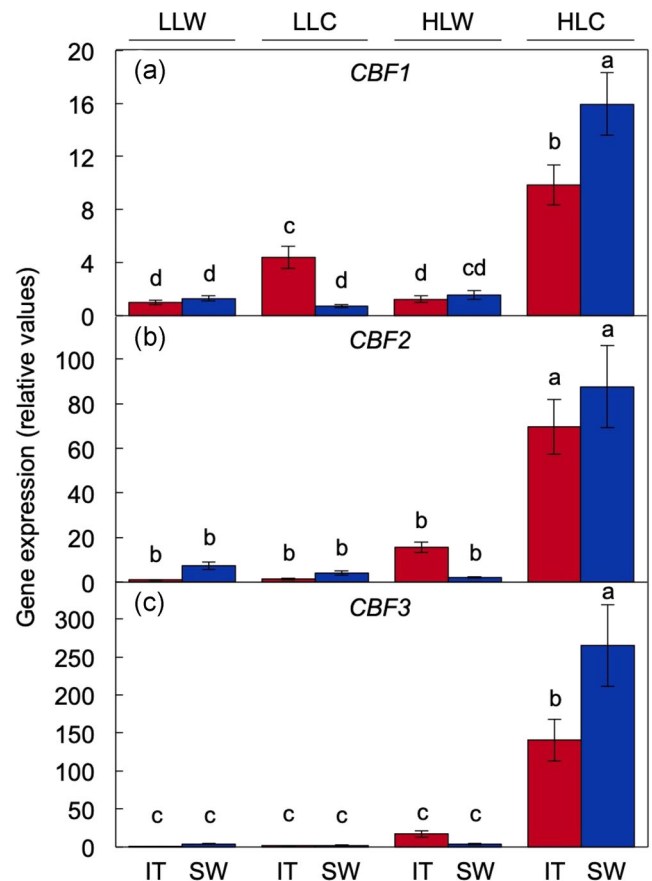 LLW LLC HLW HLC
(a) CBF1
20
16
12
8
4
0
d d c d d cd b a
(b) CBF2
100
80
60
40
20
0
b b b b b b a a
(c) CBF3
300
250
200
150
100
50
0
c c c c c c b a
IT SW IT SW IT SW IT SW
Gene expression (relative values)